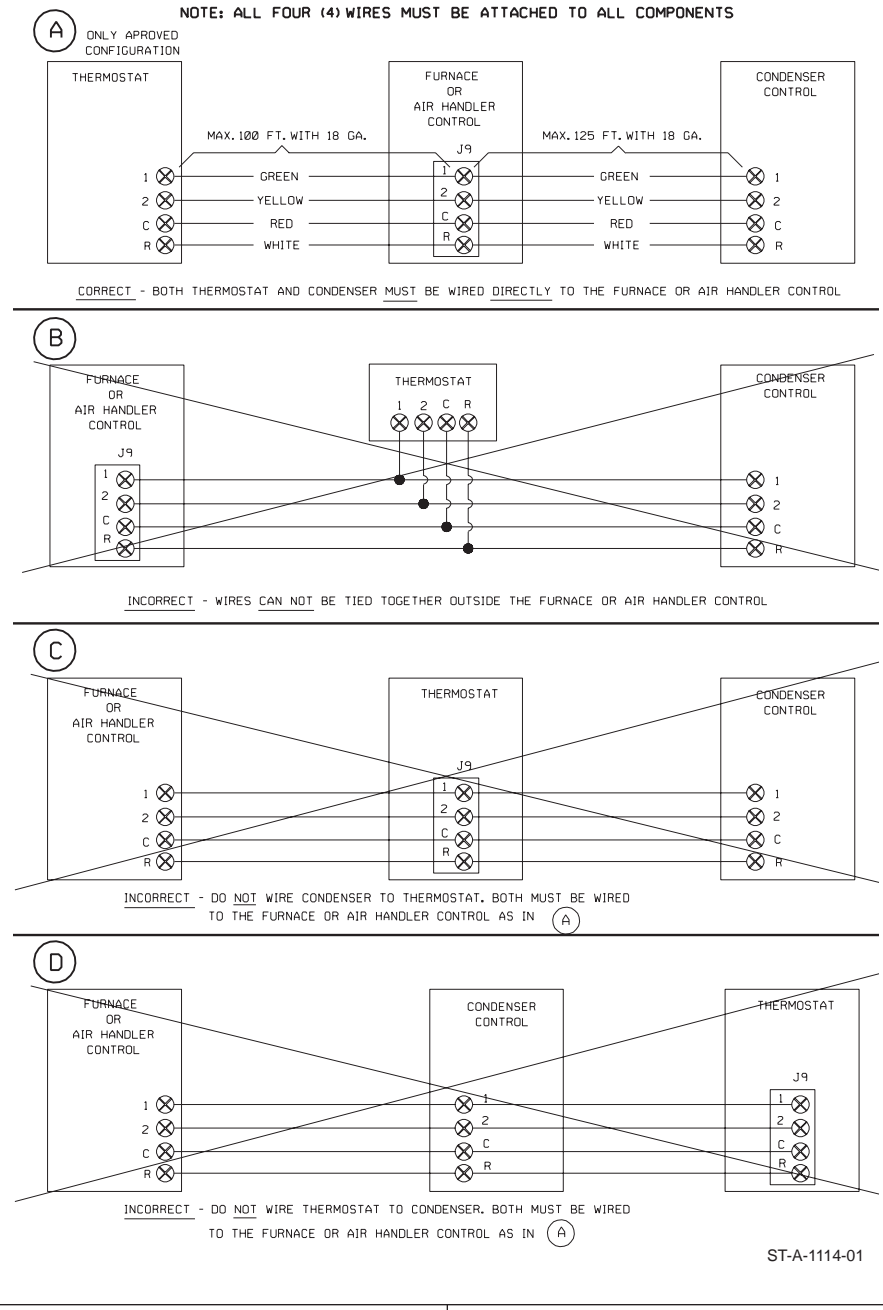 NOTE: ALL FOUR (4) WIRES MUST BE ATTACHED TO ALL COMPONENTS
A
ONLY APROVED
CONFIGURATION
THERMOSTAT
FURNACE
OR
AIR HANDLER
CONTROL
CONDENSER
CONTROL
MAX. 100 FT. WITH 18 GA.
J9
MAX. 125 FT. WITH 18 GA.
1 GREEN 1 GREEN 1
2 YELLOW 2 YELLOW 2
C RED C RED C
R WHITE R WHITE R
CORRECT - BOTH THERMOSTAT AND CONDENSER MUST BE WIRED DIRECTLY TO THE FURNACE OR AIR HANDLER CONTROL
B
FURNACE
OR
AIR HANDLER
CONTROL
THERMOSTAT
1 2 C R
CONDENSER
CONTROL
J9
1 1
2 2
C C
R R
INCORRECT - WIRES CAN NOT BE TIED TOGETHER OUTSIDE THE FURNACE OR AIR HANDLER CONTROL
C
FURNACE
OR
AIR HANDLER
CONTROL
THERMOSTAT
CONDENSER
CONTROL
J9
1 1 1
2 2 2
C C C
R R R
INCORRECT - DO NOT WIRE CONDENSER TO THERMOSTAT. BOTH MUST BE WIRED
TO THE FURNACE OR AIR HANDLER CONTROL AS IN A
D
FURNACE
OR
AIR HANDLER
CONTROL
CONDENSER
CONTROL
THERMOSTAT
J9
1 1 1
2 2 2
C C C
R R R
INCORRECT - DO NOT WIRE THERMOSTAT TO CONDENSER. BOTH MUST BE WIRED
TO THE FURNACE OR AIR HANDLER CONTROL AS IN A
ST-A-1114-01